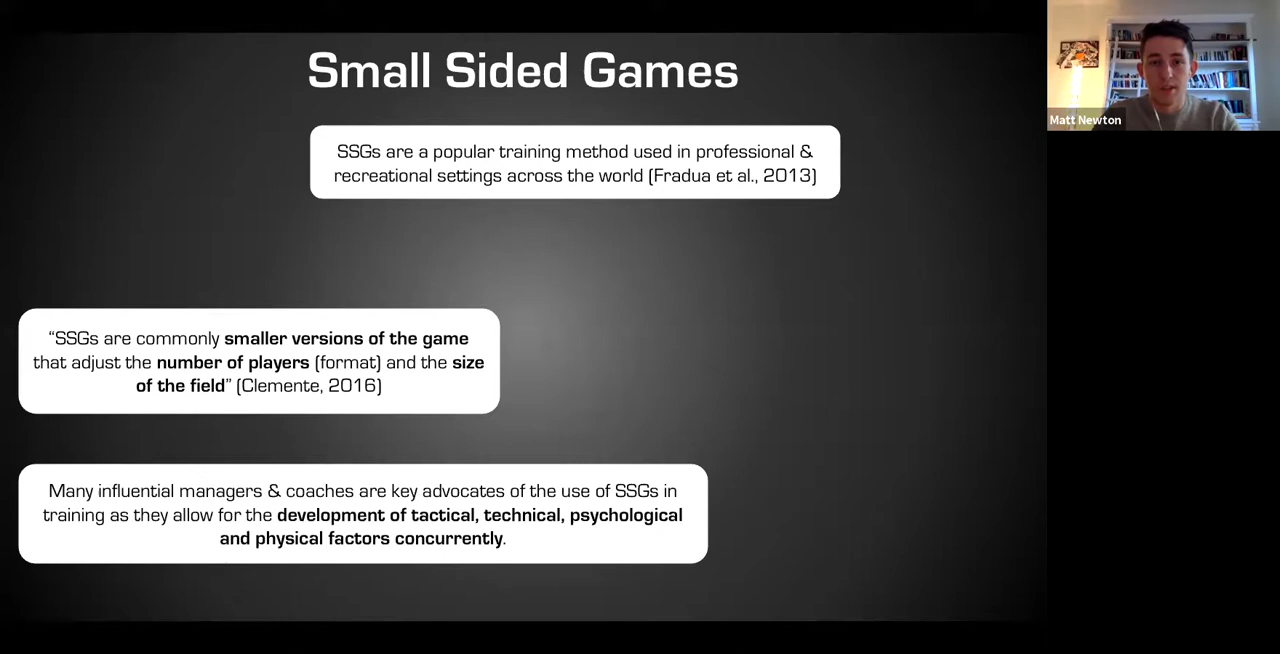 Small Sided Games
SSGs are a popular training method used in professional &
recreational settings across the world (Fradua et al., 2013)
Matt Newton
“SSGs are commonly smaller versions of the game
that adjust the number of players (format) and the size
of the field” (Clemente, 2016)
Many influential managers & coaches are key advocates of the use of SSGs in
training as they allow for the development of tactical, technical, psychological
and physical factors concurrently.